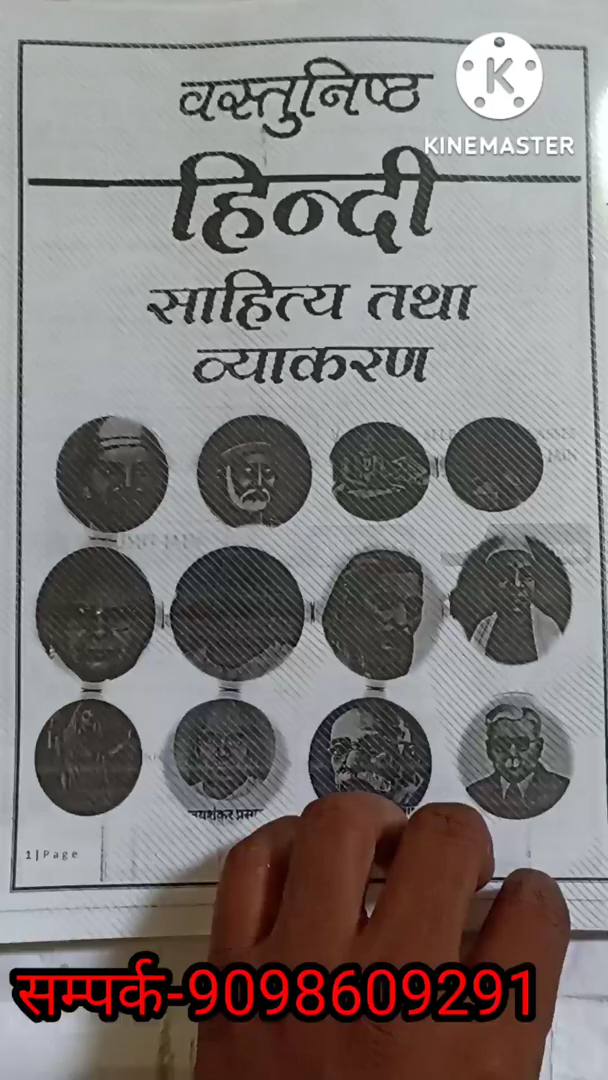 वस्तुनिष्ठ
K
KINEMASTER
हिन्दी
साहित्य तथा
व्याकरण
1|Page
सम्पर्क-9098609291